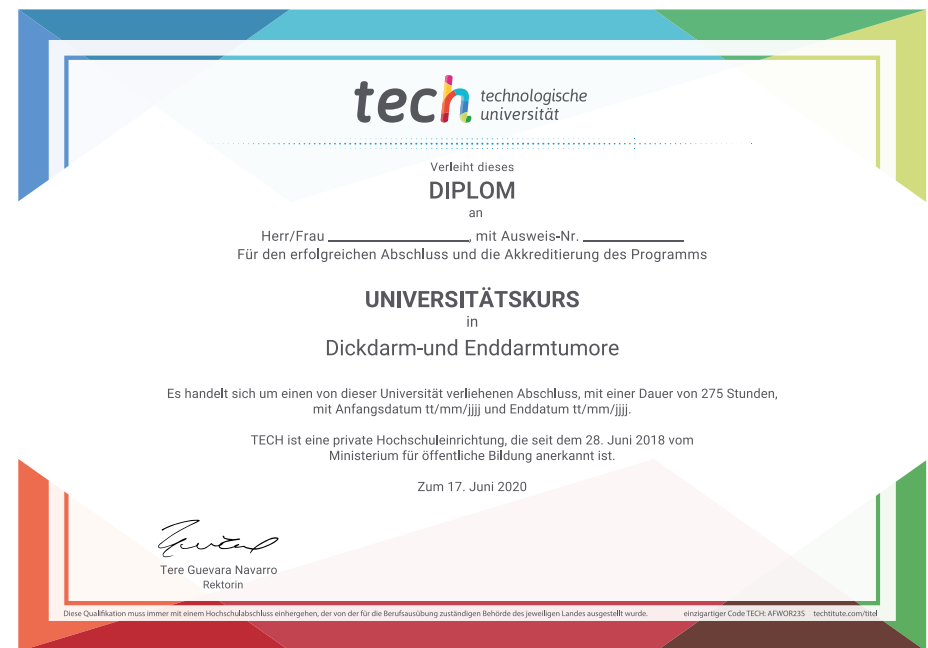 tech technologische
universität
Verleiht dieses
DIPLOM
an
Herr/Frau ____________________, mit Ausweis-Nr. ______________
Für den erfolgreichen Abschluss und die Akkreditierung des Programms
UNIVERSITÄTSKURS
in
Dickdarm-und Enddarmtumore
Es handelt sich um einen von dieser Universität verliehenen Abschluss, mit einer Dauer von 275 Stunden,
mit Anfangsdatum tt/mm/jjjj und Enddatum tt/mm/jjjj.
TECH ist eine private Hochschuleinrichtung, die seit dem 28. Juni 2018 vom
Ministerium für öffentliche Bildung anerkannt ist.
Zum 17. Juni 2020
Tere Guevara Navarro
Rektorin
Diese Qualifikation muss immer mit einem Hochschulabschluss einhergehen, der von der für die Berufsausübung zuständigen Behörde des jeweiligen Landes ausgestellt wurde. einzigartiger Code TECH: AFWOR23S techtitute.com/titel